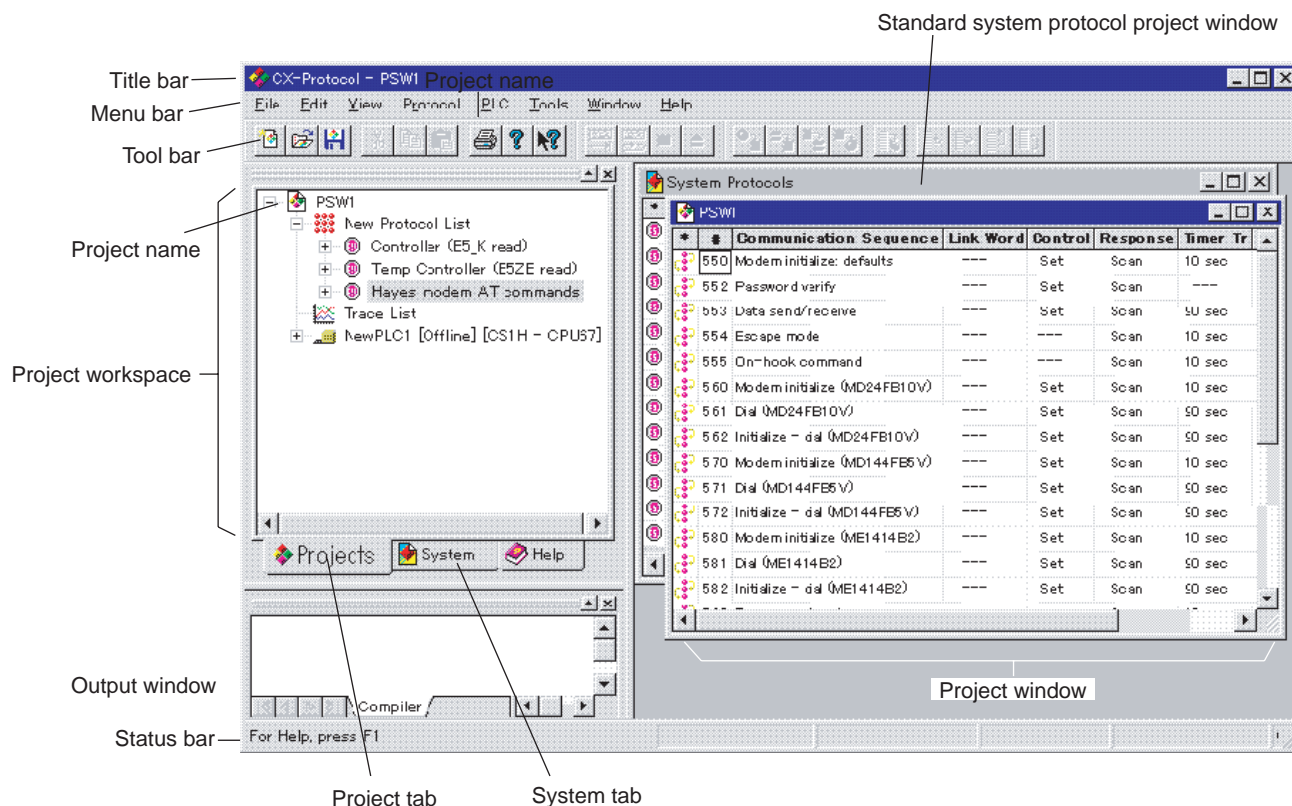 Standard system protocol project window
Title bar
CX-Protocol - PSW1
Project name
Menu bar
File Edit View Protocol PLC Tools Window Help
Tool bar
Project name
Project workspace
PSW1
New Protocol List
Controller (E5_K read)
Temp Controller (E5ZE read)
Hayes modem AT commands
Trace List
NewPLC1 [Offline] [CS1H - CPU67]
Projects System Help
System Protocols
PSW1
* # Communication Sequence Link Word Control Response Timer Tr
550 Modem initialize: defaults --- Set Scan 10 sec
552 Password verify --- Set Scan ---
553 Data send/receive --- Set Scan 90 sec
554 Escape mode --- --- Scan 10 sec
555 On-hook command --- --- Scan 10 sec
560 Modem initialize (MD24FB10V) --- Set Scan 10 sec
561 Dial (MD24FB10V) --- Set Scan 90 sec
562 Initialize - dial (MD24FB10V) --- Set Scan 90 sec
570 Modem initialize (MD144FB5V) --- Set Scan 10 sec
571 Dial (MD144FB5V) --- Set Scan 90 sec
572 Initialize - dial (MD144FB5V) --- Set Scan 90 sec
580 Modem initialize (ME1414B2) --- Set Scan 10 sec
581 Dial (ME1414B2) --- Set Scan 90 sec
582 Initialize - dial (ME1414B2) --- Set Scan 90 sec
Project window
Output window
Compiler
Status bar
For Help, press F1
Project tab
System tab